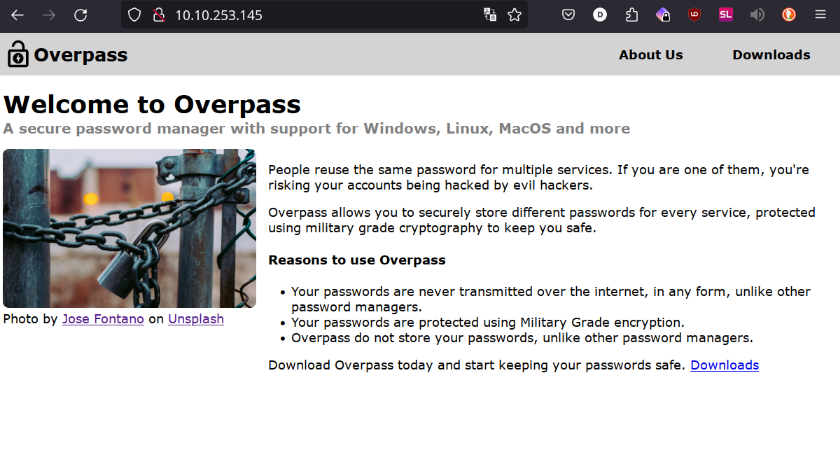 10.10.253.145
Overpass
About Us
Downloads
Welcome to Overpass
A secure password manager with support for Windows, Linux, MacOS and more
People reuse the same password for multiple services. If you are one of them, you're
risking your accounts being hacked by evil hackers.
Overpass allows you to securely store different passwords for every service, protected
using military grade cryptography to keep you safe.
Reasons to use Overpass
• Your passwords are never transmitted over the internet, in any form, unlike other
password managers.
• Your passwords are protected using Military Grade encryption.
• Overpass do not store your passwords, unlike other password managers.
Download Overpass today and start keeping your passwords safe. Downloads
Photo by Jose Fontano on Unsplash